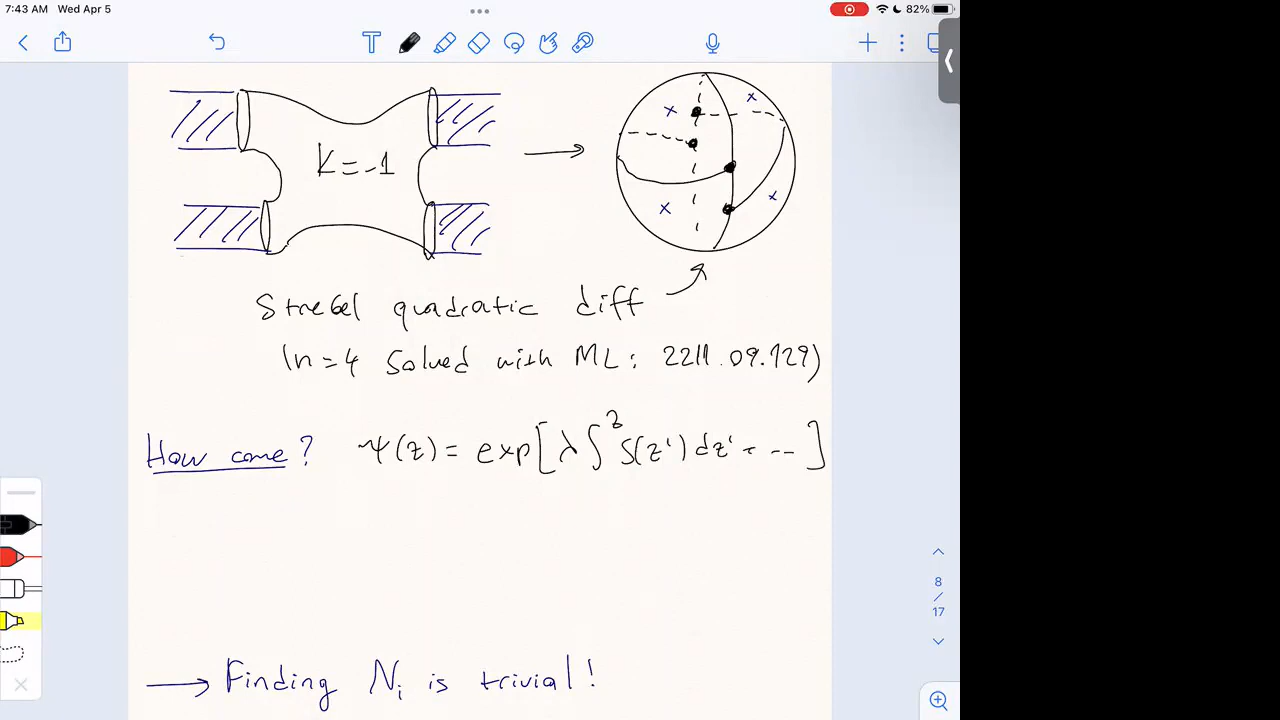 7:43 AM Wed Apr 5
82%
T
K = -1
x x
x x
Strebel quadratic diff
(n = 4 solved with ML: 2211.09.129)
How come? ψ(z) = exp[λ∫^z S(z')dz' + --]
8
/
17
→ Finding N_i is trivial!